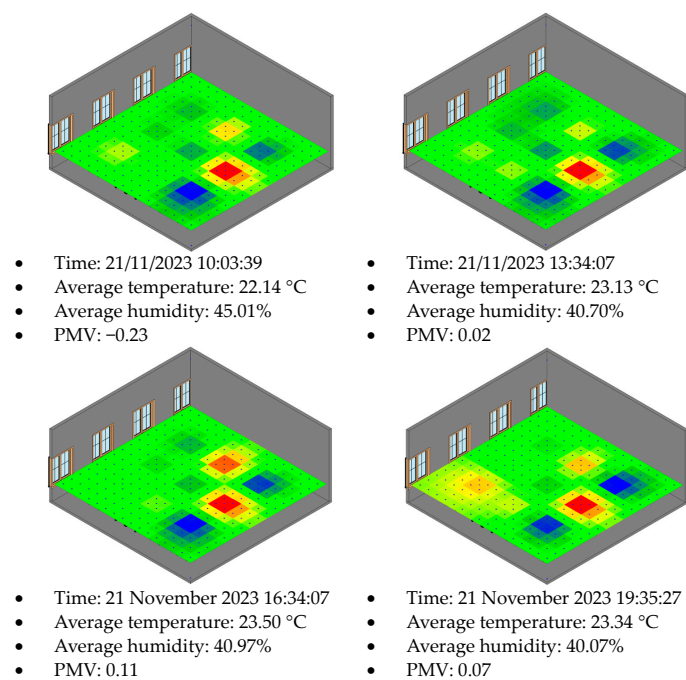 • Time: 21/11/2023 10:03:39
• Average temperature: 22.14 °C
• Average humidity: 45.01%
• PMV: −0.23
• Time: 21/11/2023 13:34:07
• Average temperature: 23.13 °C
• Average humidity: 40.70%
• PMV: 0.02
• Time: 21 November 2023 16:34:07
• Average temperature: 23.50 °C
• Average humidity: 40.97%
• PMV: 0.11
• Time: 21 November 2023 19:35:27
• Average temperature: 23.34 °C
• Average humidity: 40.07%
• PMV: 0.07